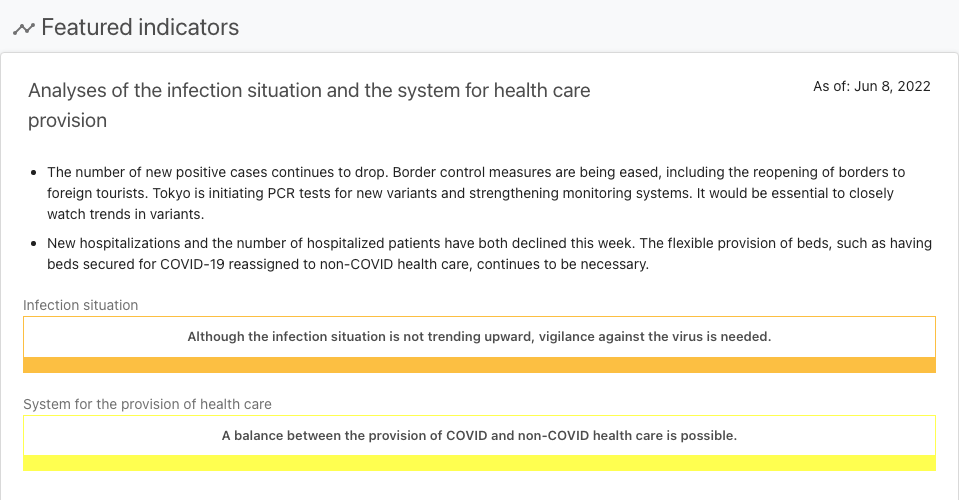 Featured indicators
Analyses of the infection situation and the system for health care
provision
As of: Jun 8, 2022
The number of new positive cases continues to drop. Border control measures are being eased, including the reopening of borders to
foreign tourists. Tokyo is initiating PCR tests for new variants and strengthening monitoring systems. It would be essential to closely
watch trends in variants.
New hospitalizations and the number of hospitalized patients have both declined this week. The flexible provision of beds, such as having
beds secured for COVID-19 reassigned to non-COVID health care, continues to be necessary.
Infection situation
Although the infection situation is not trending upward, vigilance against the virus is needed.
System for the provision of health care
A balance between the provision of COVID and non-COVID health care is possible.